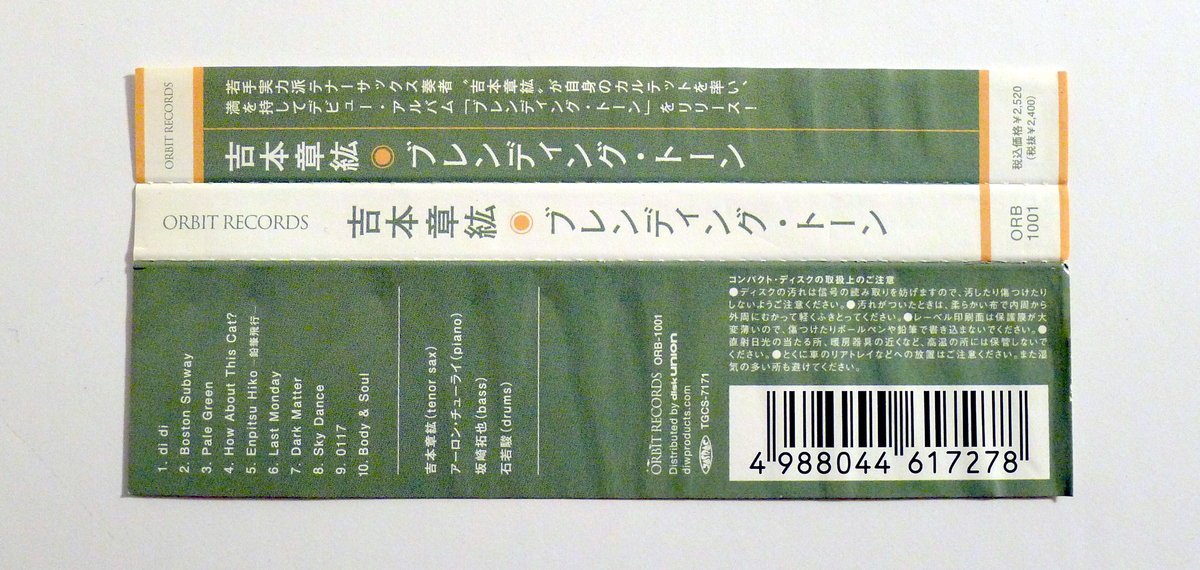 ORBIT RECORDS
若手実力派テナーサックス奏者 “吉本章紘” が自身のカルテットを率い、
満を持してデビュー・アルバム「ブレンディング・トーン」をリリース！
吉本章紘 ● ブレンディング・トーン
税込価格￥2,520
(税抜￥2,400)
ORBIT RECORDS
吉本章紘 ● ブレンディング・トーン
ORB
1001
1. di di
2. Boston Subway
3. Pale Green
4. How About This Cat?
5. Enpitsu Hiko —鉛筆飛行—
6. Last Monday
7. Dark Matter
8. Sky Dance
9. 0117
10. Body & Soul
吉本章紘 (tenor sax)
アーロン・チューライ (piano)
坂崎拓也 (bass)
石若駿 (drums)
ORBIT RECORDS ORB-1001
Distributed by diskunion
diwproducts.com
TGCS-7171
コンパクト・ディスクの取扱上のご注意
●ディスクの汚れは信号の読み取りを妨げますので、汚したり傷つけたり
しないようご注意ください。●汚れがついたときは、柔らかい布で内周から
外周にむかって軽くふきとってください。●レーベル印刷面は保護膜が大
変薄いので、傷つけたりボールペンや鉛筆で書き込まないでください。●
直射日光の当たる所、暖房器具の近くなど、高温の所には保管しないで
ください。●とくに車のリアトレイなどへの放置はご注意ください。また湿
気の多い所も避けてください。
4 988044 617278